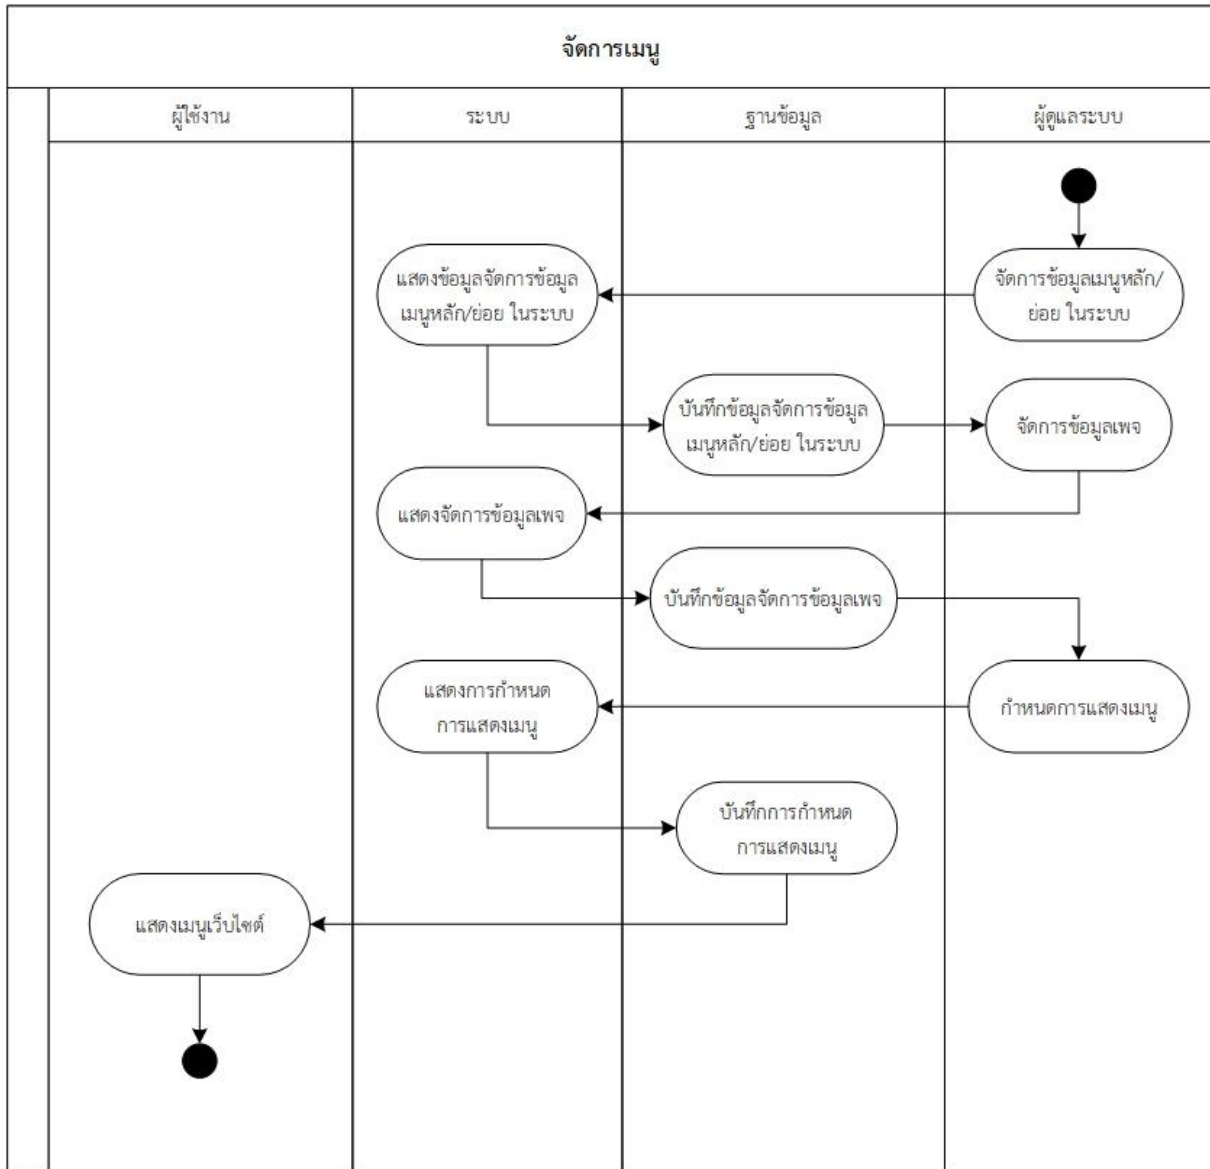 จัดการเมนู
ผู้ใช้งาน
ระบบ
ฐานข้อมูล
ผู้ดูแลระบบ
แสดงข้อมูลจัดการข้อมูล
เมนูหลัก/ย่อย ในระบบ
จัดการข้อมูลเมนูหลัก/
ย่อย ในระบบ
บันทึกข้อมูลจัดการข้อมูล
เมนูหลัก/ย่อย ในระบบ
จัดการข้อมูลเพจ
แสดงจัดการข้อมูลเพจ
บันทึกข้อมูลจัดการข้อมูลเพจ
แสดงการกำหนด
การแสดงเมนู
กำหนดการแสดงเมนู
บันทึกการกำหนด
การแสดงเมนู
แสดงเมนูเว็บไซต์